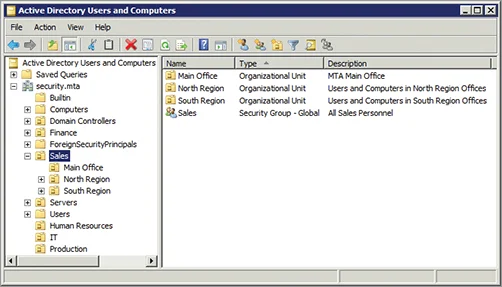 Active Directory Users and Computers
File Action View Help
Active Directory Users and Computers
Saved Queries
security.mta
Builtin
Computers
Domain Controllers
Finance
ForeignSecurityPrincipals
Sales
Main Office
North Region
South Region
Servers
Users
Human Resources
IT
Production
Name Type Description
Main Office Organizational Unit MTA Main Office
North Region Organizational Unit Users and Computers in North Region Offices
South Region Organizational Unit Users and Computers in South Region Offices
Sales Security Group - Global All Sales Personnel